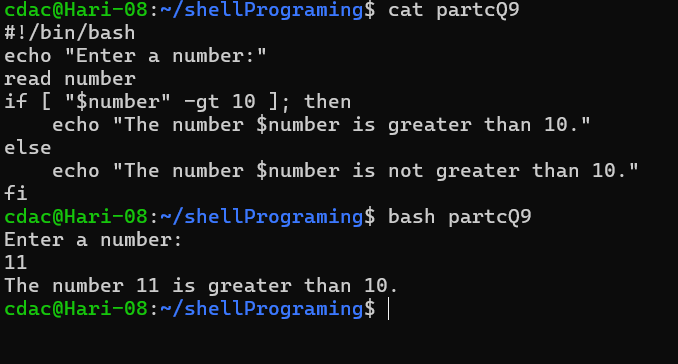 cdac@Hari-08:~/shellPrograming$ cat partcQ9
#!/bin/bash
echo "Enter a number:"
read number
if [ "$number" -gt 10 ]; then
    echo "The number $number is greater than 10."
else
    echo "The number $number is not greater than 10."
fi
cdac@Hari-08:~/shellPrograming$ bash partcQ9
Enter a number:
11
The number 11 is greater than 10.
cdac@Hari-08:~/shellPrograming$